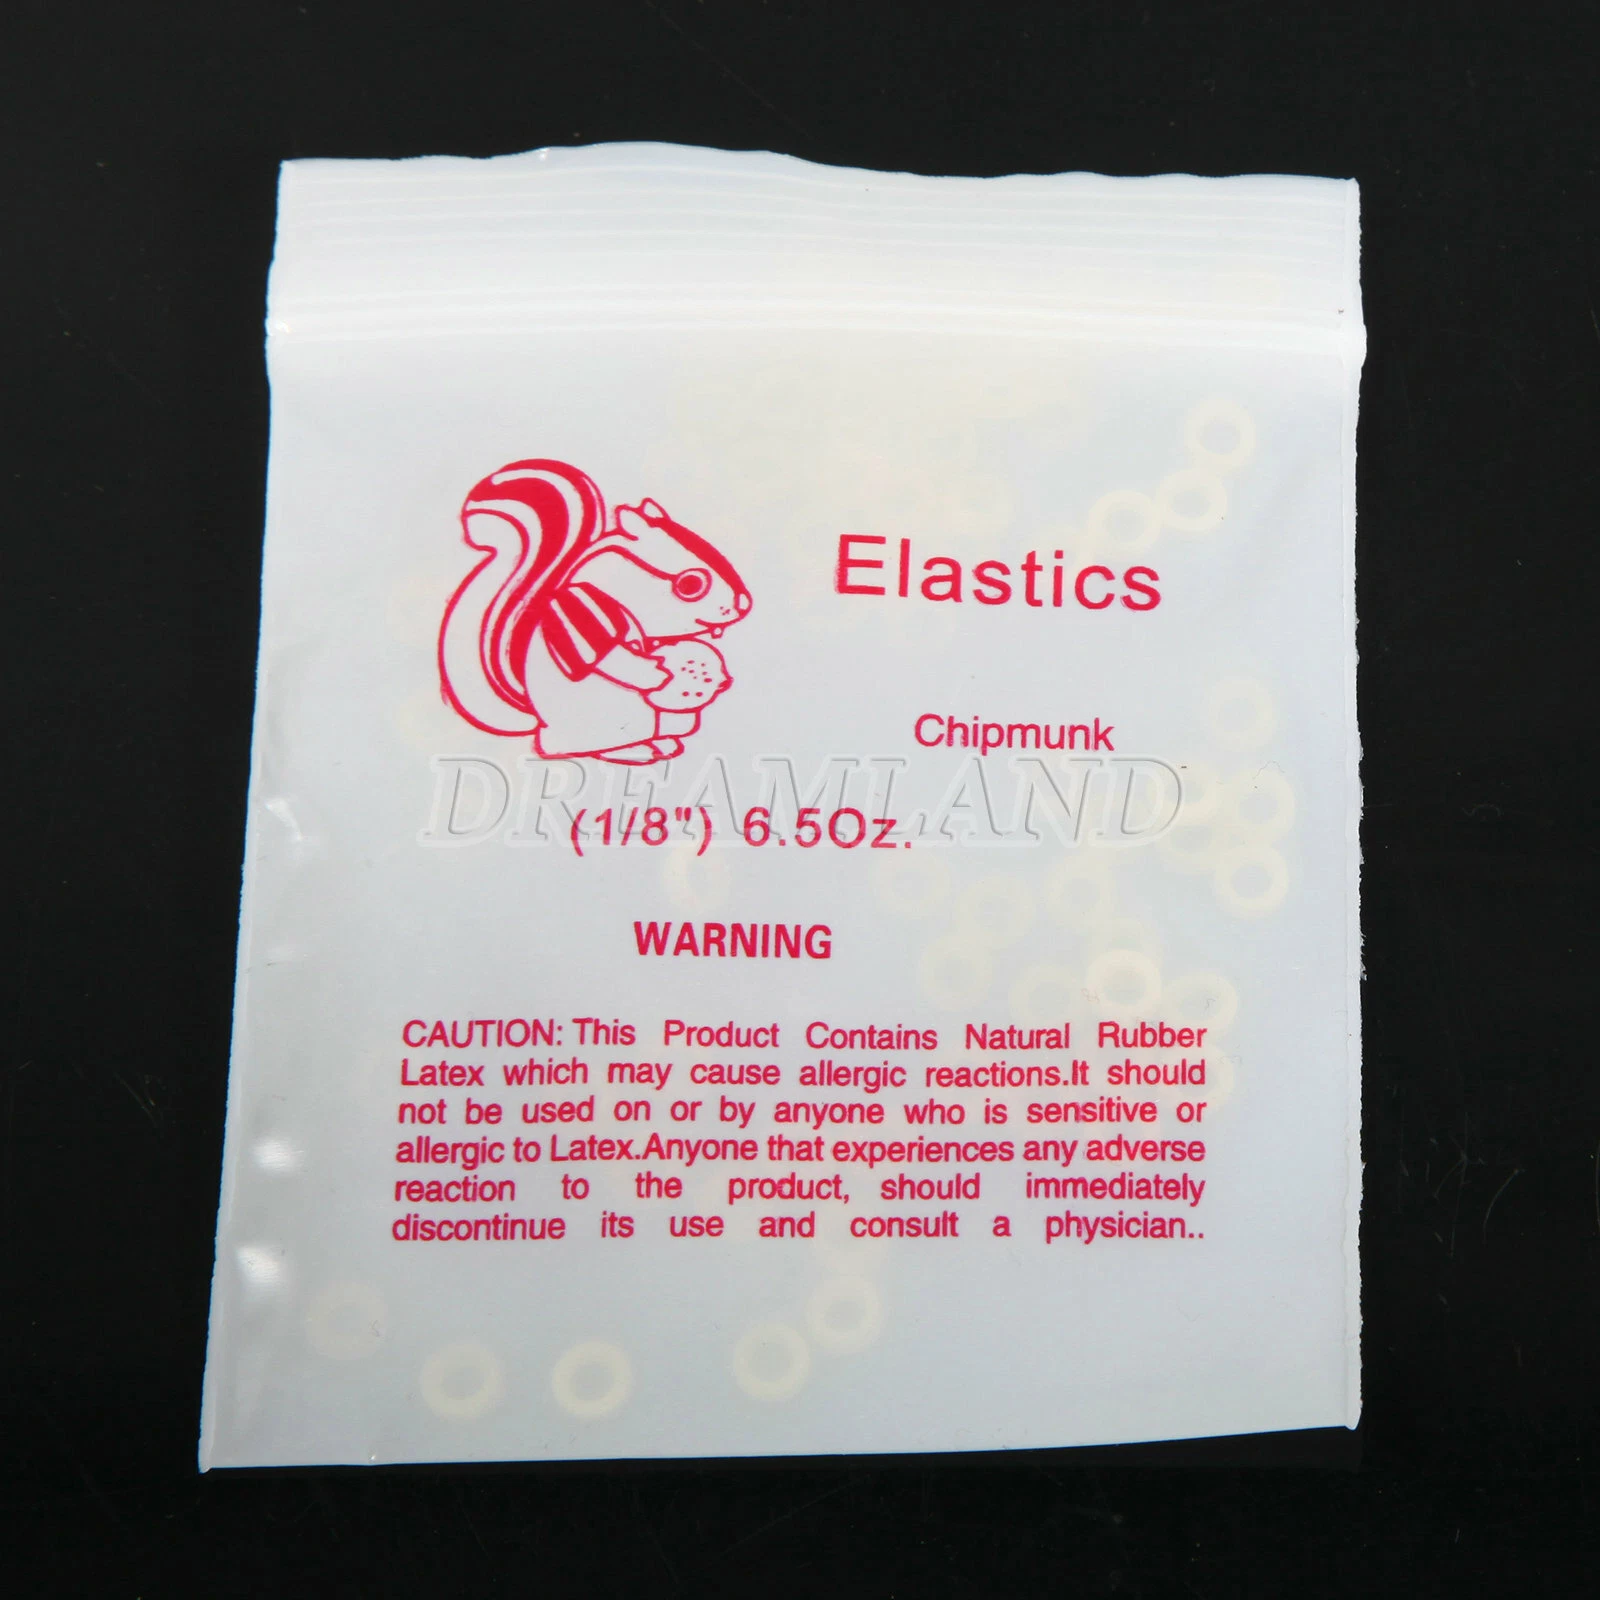 Elastics
Chipmunk
DREAMLAND
(1/8") 6.5Oz.
WARNING
CAUTION: This Product Contains Natural Rubber
Latex which may cause allergic reactions.It should
not be used on or by anyone who is sensitive or
allergic to Latex.Anyone that experiences any adverse
reaction to the product, should immediately
discontinue its use and consult a physician..